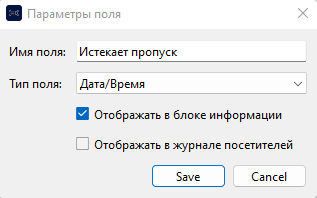 Параметры поля
Имя поля: Истекает пропуск
Тип поля: Дата/Время
Отображать в блоке информации
Отображать в журнале посетителей
Save Cancel